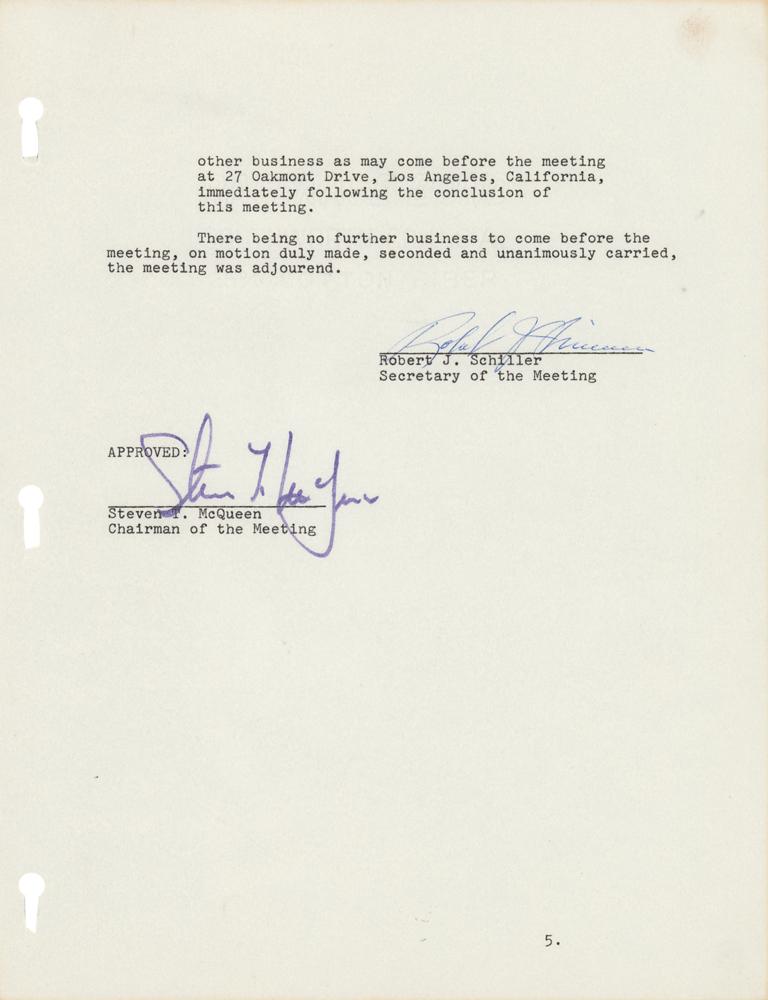 other business as may come before the meeting
at 27 Oakmont Drive, Los Angeles, California,
immediately following the conclusion of
this meeting.
There being no further business to come before the
meeting, on motion duly made, seconded and unanimously carried,
the meeting was adjourend.
Robert J. Schiller
Secretary of the Meeting
APPROVED:
Steven T. McQueen
Steven T. McQueen
Chairman of the Meeting
5.